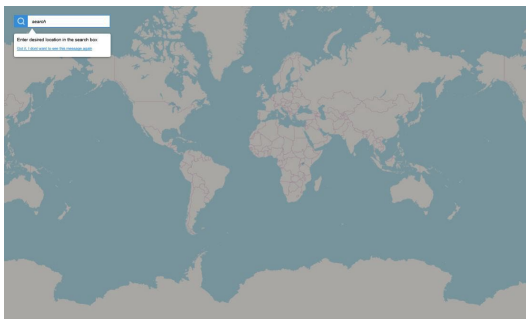 search
Enter desired location in the search box
Got it, I dont want to see this message again